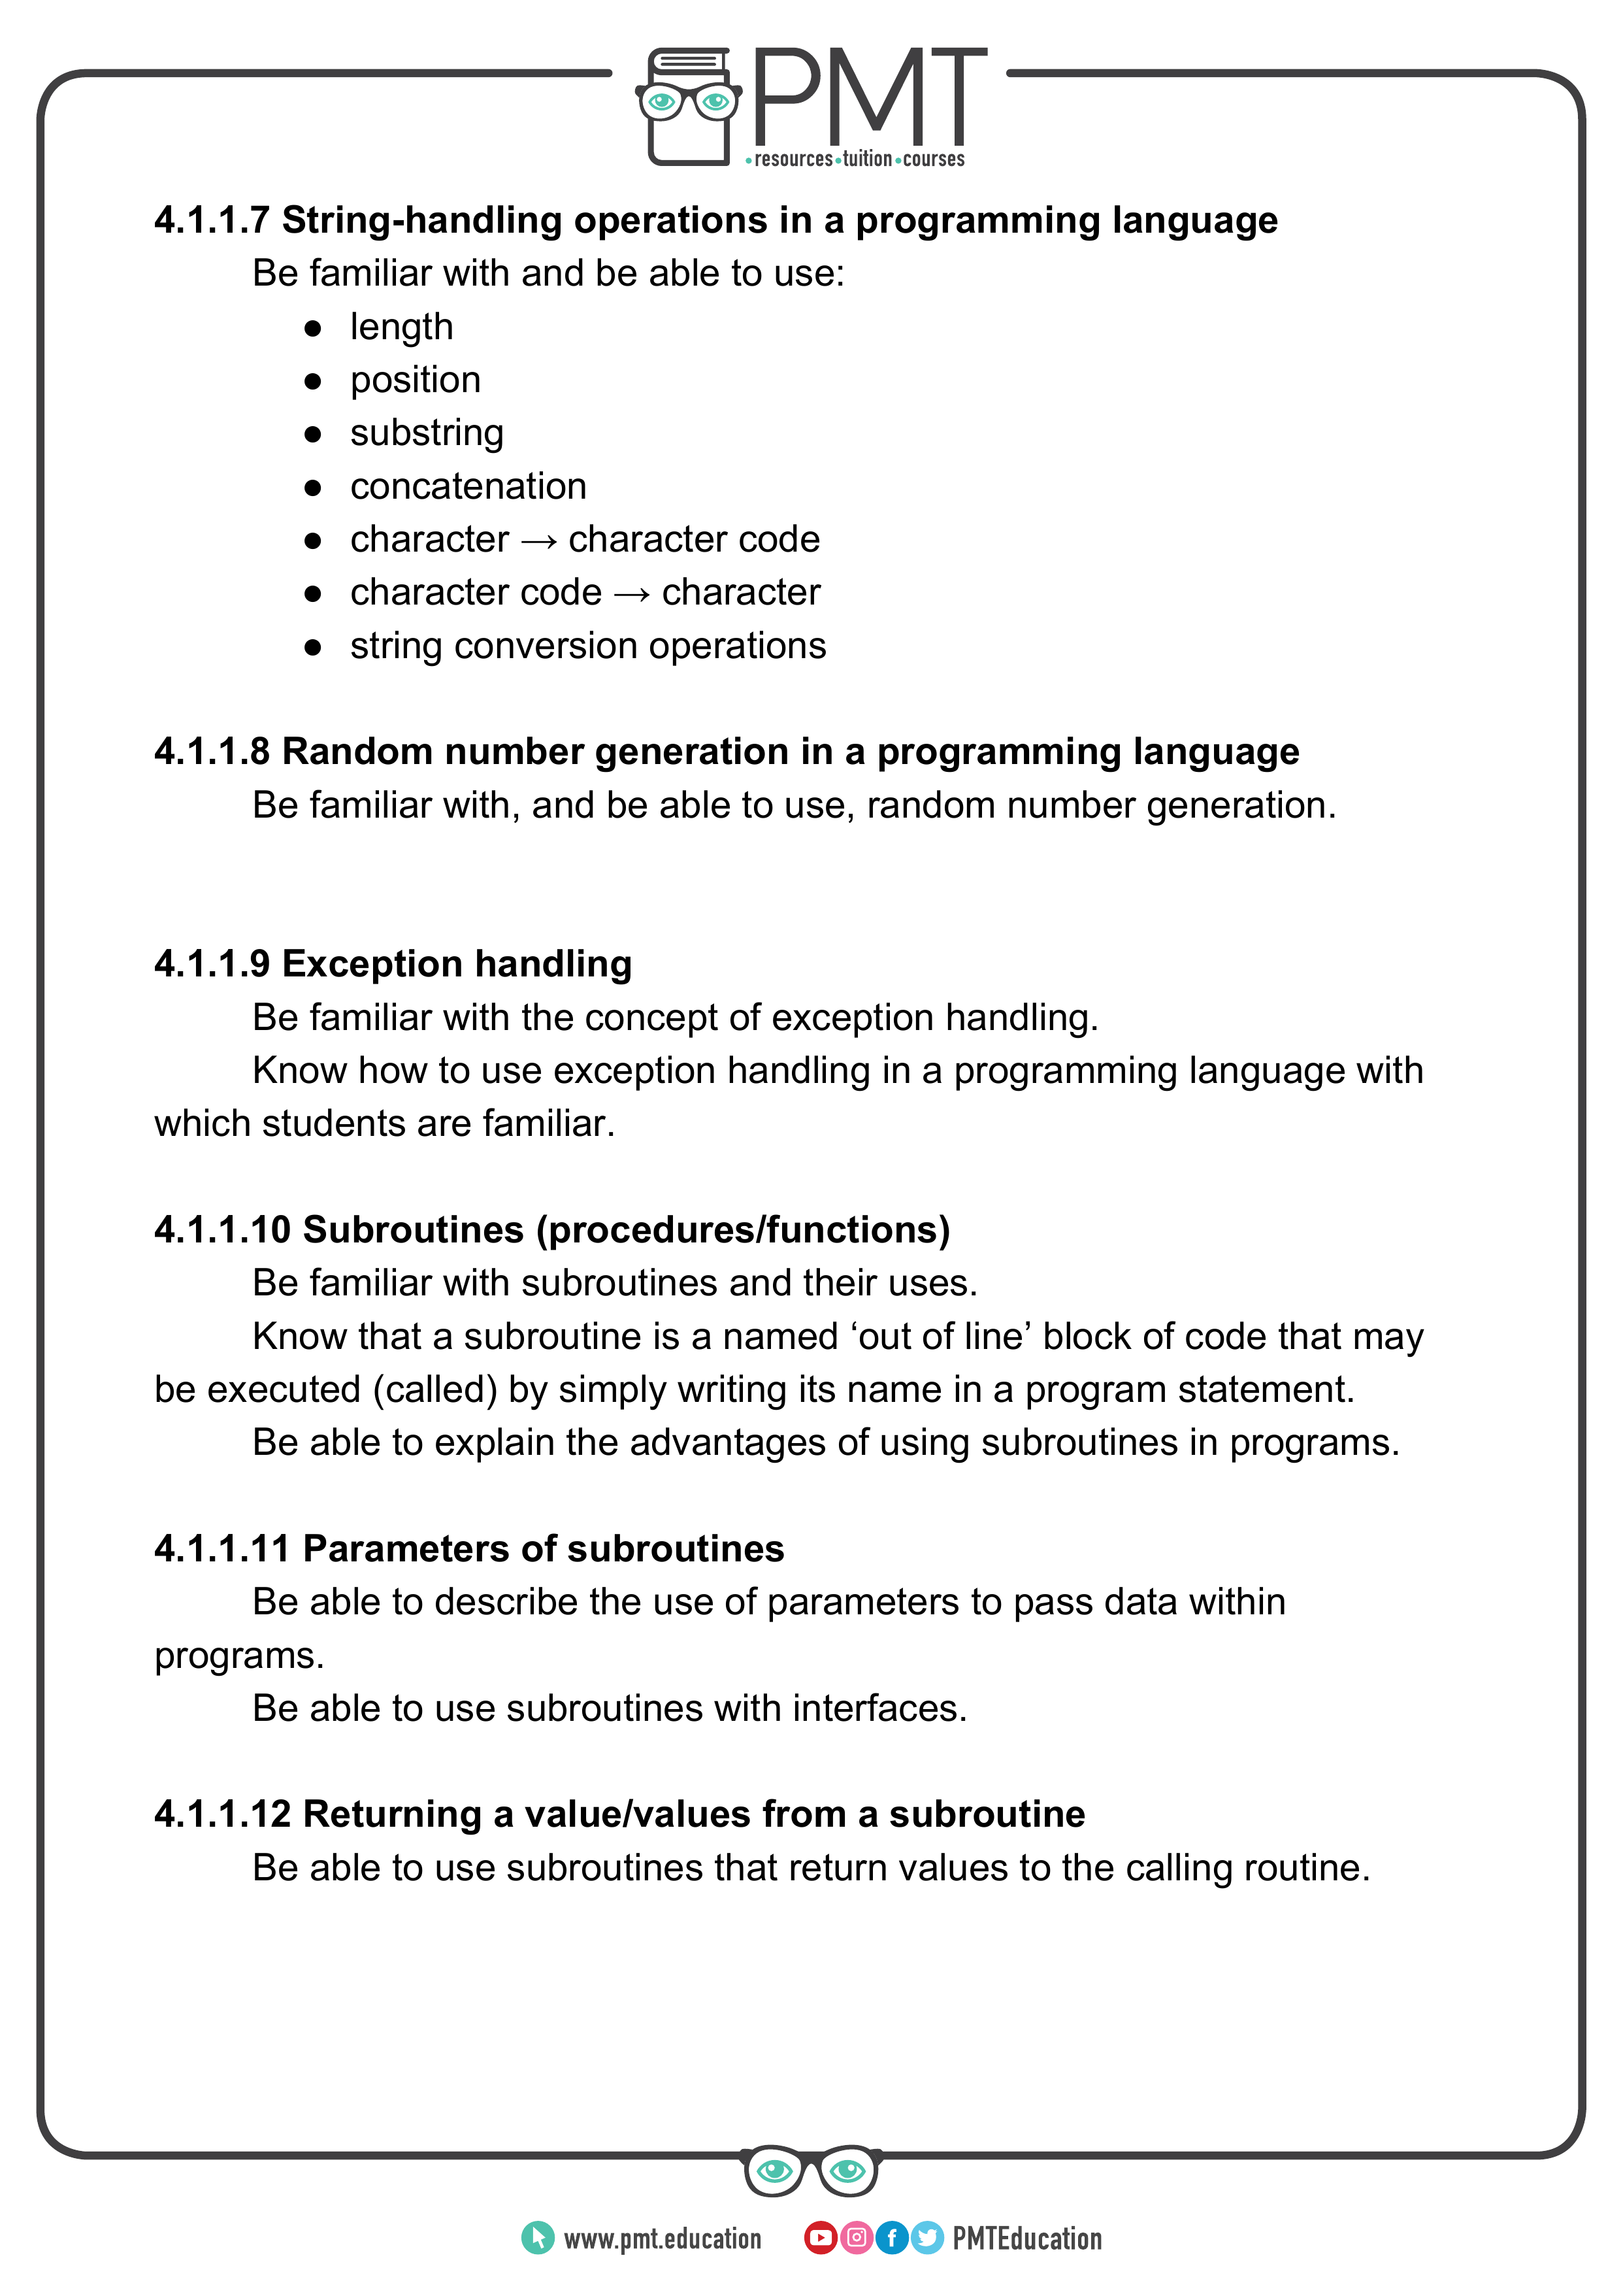 PMT
•resources•tuition•courses
4.1.1.7 String-handling operations in a programming language
Be familiar with and be able to use:
● length
● position
● substring
● concatenation
● character → character code
● character code → character
● string conversion operations
4.1.1.8 Random number generation in a programming language
Be familiar with, and be able to use, random number generation.
4.1.1.9 Exception handling
Be familiar with the concept of exception handling.
Know how to use exception handling in a programming language with
which students are familiar.
4.1.1.10 Subroutines (procedures/functions)
Be familiar with subroutines and their uses.
Know that a subroutine is a named ‘out of line’ block of code that may
be executed (called) by simply writing its name in a program statement.
Be able to explain the advantages of using subroutines in programs.
4.1.1.11 Parameters of subroutines
Be able to describe the use of parameters to pass data within
programs.
Be able to use subroutines with interfaces.
4.1.1.12 Returning a value/values from a subroutine
Be able to use subroutines that return values to the calling routine.
www.pmt.education PMTEducation